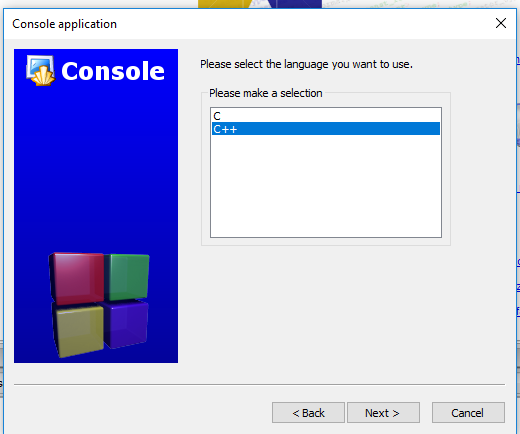 Console application
Console
Please select the language you want to use.
Please make a selection
C
C++
< Back
Next >
Cancel